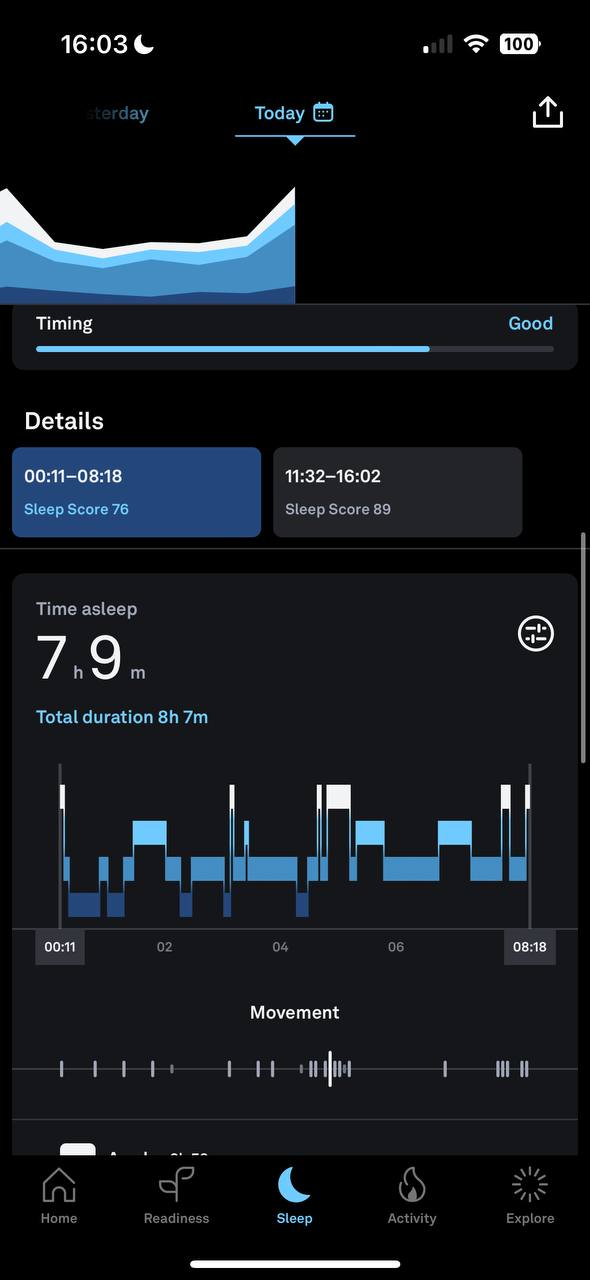 16:03
100
sterday
Today
Timing
Good
Details
00:11–08:18
Sleep Score 76
11:32–16:02
Sleep Score 89
Time asleep
7 h 9 m
Total duration 8h 7m
00:11
02
04
06
08:18
Movement
Home
Readiness
Sleep
Activity
Explore